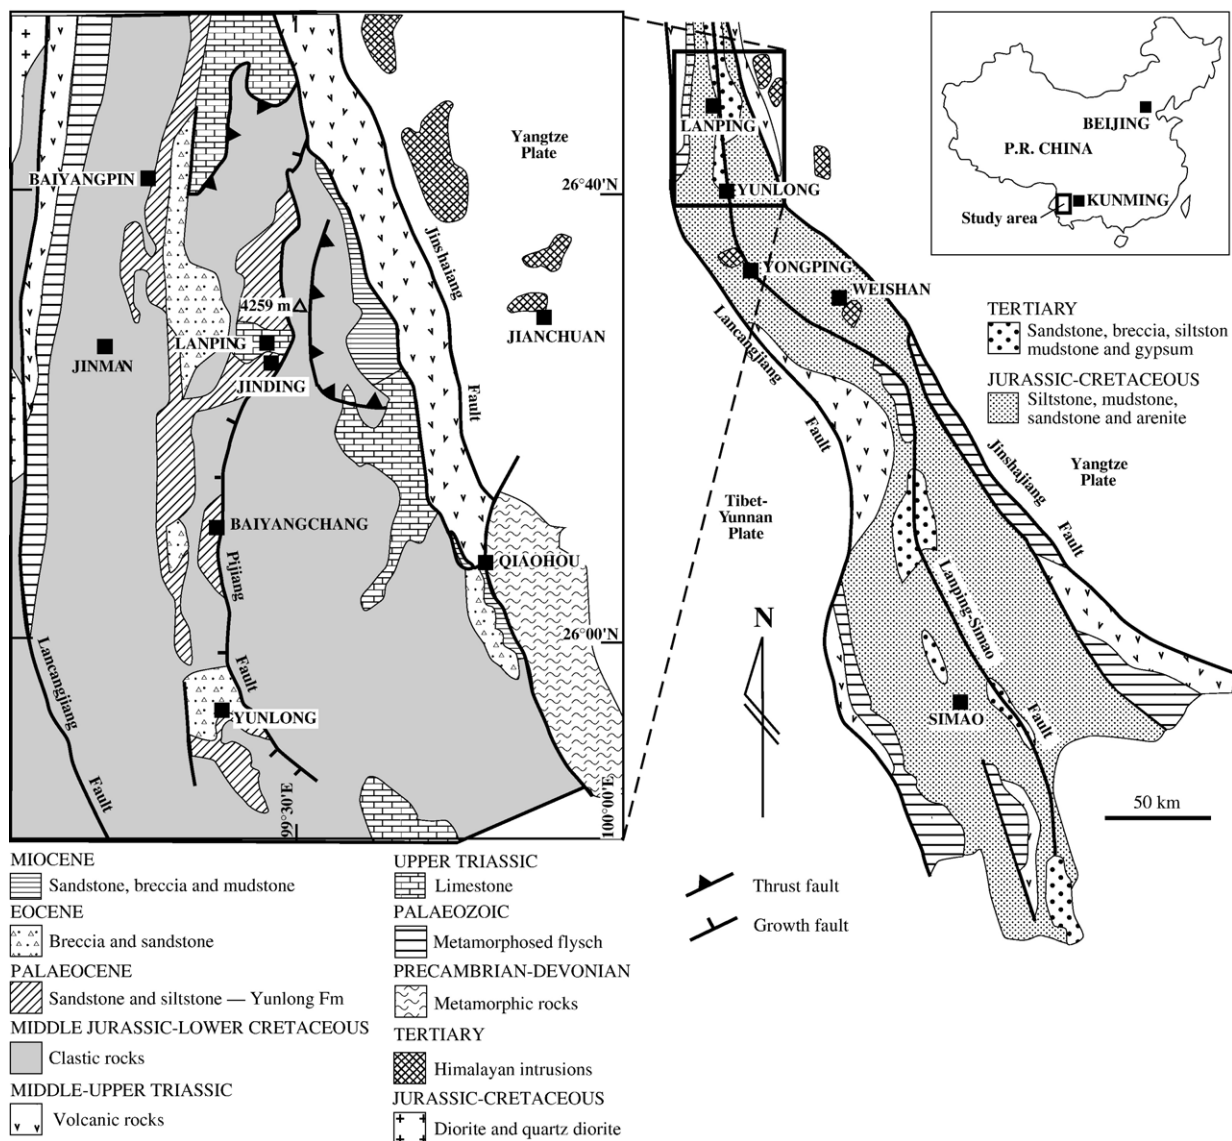 Yangtze
Plate
BAIYANGPIN
26°40'N
Jinshajiang
4259 m
LANPING
JINMAN
JINDING
JIANCHUAN
Fault
BAIYANGCHANG
Pijiang
QIAOHOU
26°00'N
Lancangjiang
Fault
YUNLONG
Fault
99°30'E
100°00'E
LANPING
YUNLONG
YONGPING
WEISHAN
Lancangjiang
Fault
Jinshajiang
Fault
Yangtze
Plate
Tibet-
Yunnan
Plate
Lanping-Simao
Fault
SIMAO
N
50 km
BEIJING
P.R. CHINA
KUNMING
Study area
TERTIARY
Sandstone, breccia, siltston
mudstone and gypsum
JURASSIC-CRETACEOUS
Siltstone, mudstone,
sandstone and arenite
Thrust fault
Growth fault
MIOCENE
Sandstone, breccia and mudstone
EOCENE
Breccia and sandstone
PALAEOCENE
Sandstone and siltstone — Yunlong Fm
MIDDLE JURASSIC-LOWER CRETACEOUS
Clastic rocks
MIDDLE-UPPER TRIASSIC
Volcanic rocks
UPPER TRIASSIC
Limestone
PALAEOZOIC
Metamorphosed flysch
PRECAMBRIAN-DEVONIAN
Metamorphic rocks
TERTIARY
Himalayan intrusions
JURASSIC-CRETACEOUS
Diorite and quartz diorite